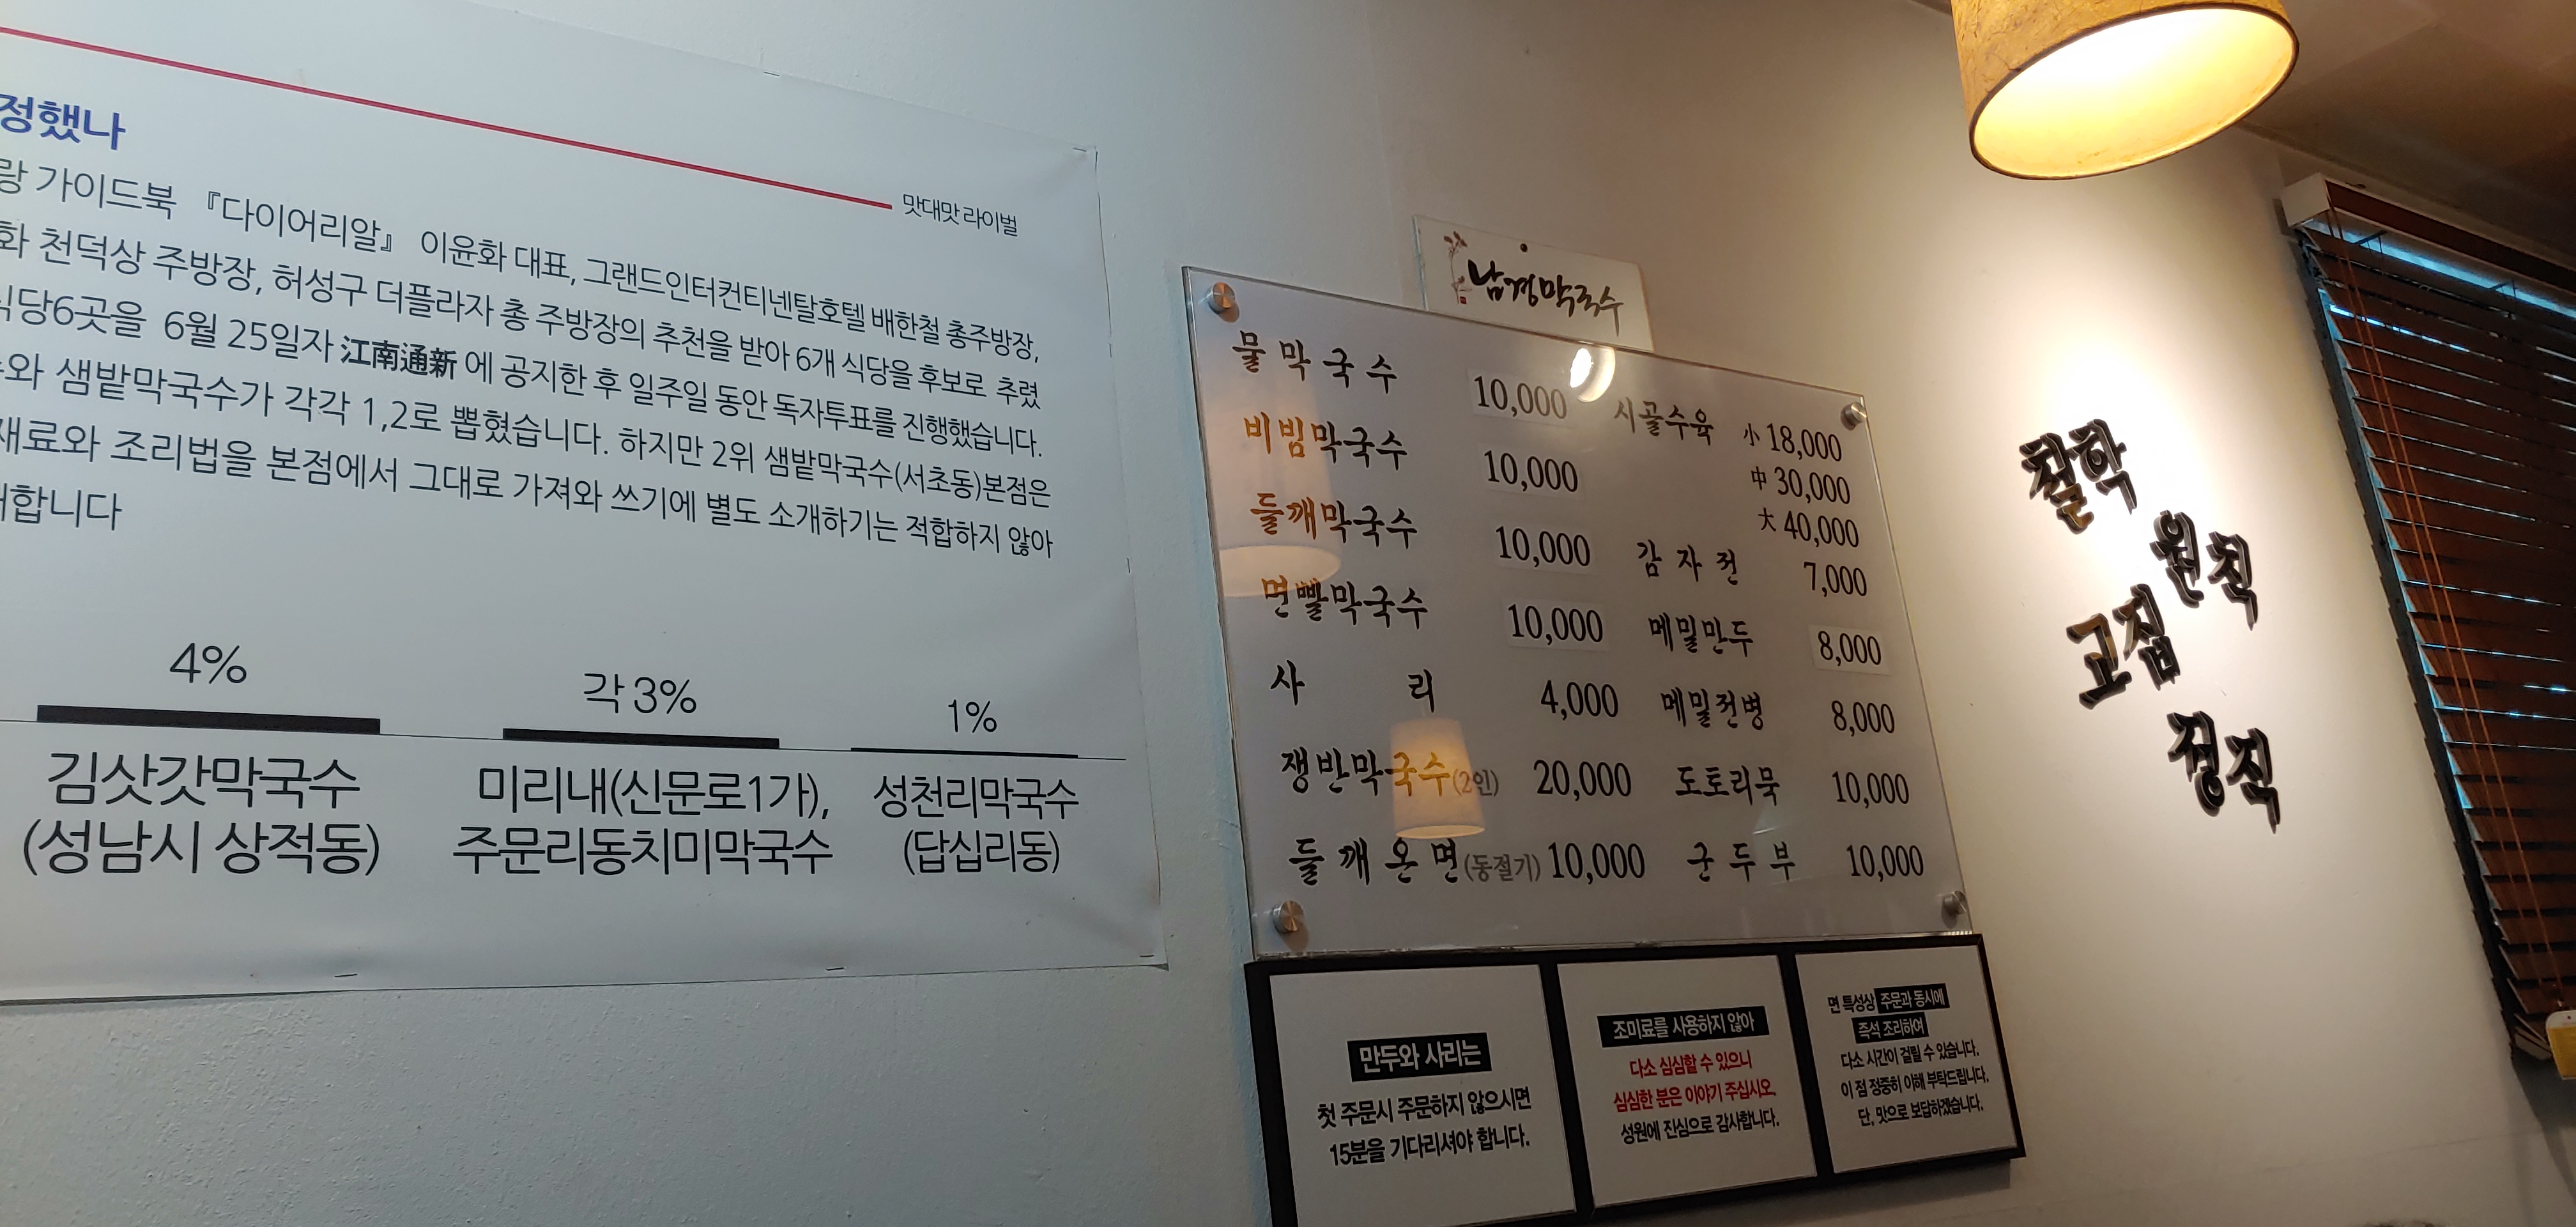 정했나
맛대맛 라이벌
랑 가이드북 『다이어리알』 이윤화 대표, 그랜드인터컨티넨탈호텔 배한철 총주방장,
화 천덕상 주방장, 허성구 더플라자 총 주방장의 추천을 받아 6개 식당을 후보로 추렸
식당6곳을 6월 25일자 江南通新 에 공지한 후 일주일 동안 독자투표를 진행했습니다.
와 샘밭막국수가 각각 1,2로 뽑혔습니다. 하지만 2위 샘밭막국수(서초동)본점은
재료와 조리법을 본점에서 그대로 가져와 쓰기에 별도 소개하기는 적합하지 않아
합니다
4%
각 3%
1%
김삿갓막국수
(성남시 상적동)
미리내(신문로1가),
주문리동치미막국수
성천리막국수
(답십리동)
남경막국수
물막국수 10,000
비빔막국수 10,000
들깨막국수 10,000
면빨막국수 10,000
사리 4,000
쟁반막국수(2인) 20,000
들깨온면(동절기) 10,000
시골수육 小 18,000
中 30,000
大 40,000
감자전 7,000
메밀만두 8,000
메밀전병 8,000
도토리묵 10,000
군두부 10,000
만두와 사리는
첫 주문시 주문하지 않으시면
15분을 기다리셔야 합니다.
조미료를 사용하지 않아
다소 심심할 수 있으니
심심한 분은 이야기 주십시오.
성원에 진심으로 감사합니다.
면 특성상 주문과 동시에
즉석 조리하여
다소 시간이 걸릴 수 있습니다.
이 점 정중히 이해 부탁드립니다.
단, 맛으로 보답하겠습니다.
철학
원칙
고집
정직